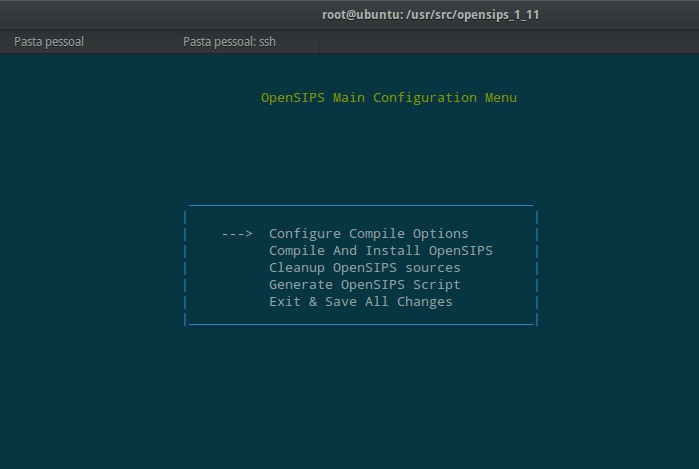 root@ubuntu: /usr/src/opensips_1_11
Pasta pessoal Pasta pessoal: ssh
OpenSIPS Main Configuration Menu
---> Configure Compile Options
Compile And Install OpenSIPS
Cleanup OpenSIPS sources
Generate OpenSIPS Script
Exit & Save All Changes